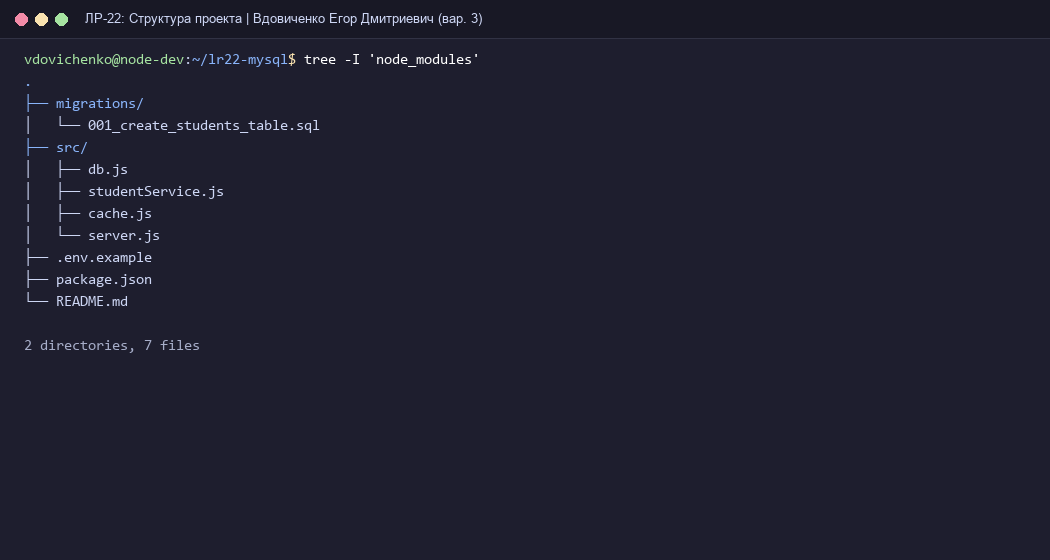 ЛР-22: Структура проекта | Вдовиченко Егор Дмитриевич (вар. 3)
vdovichenko@node-dev:~/lr22-mysql$ tree -I 'node_modules'
.
├── migrations/
│   └── 001_create_students_table.sql
├── src/
│   ├── db.js
│   ├── studentService.js
│   ├── cache.js
│   └── server.js
├── .env.example
├── package.json
└── README.md
2 directories, 7 files